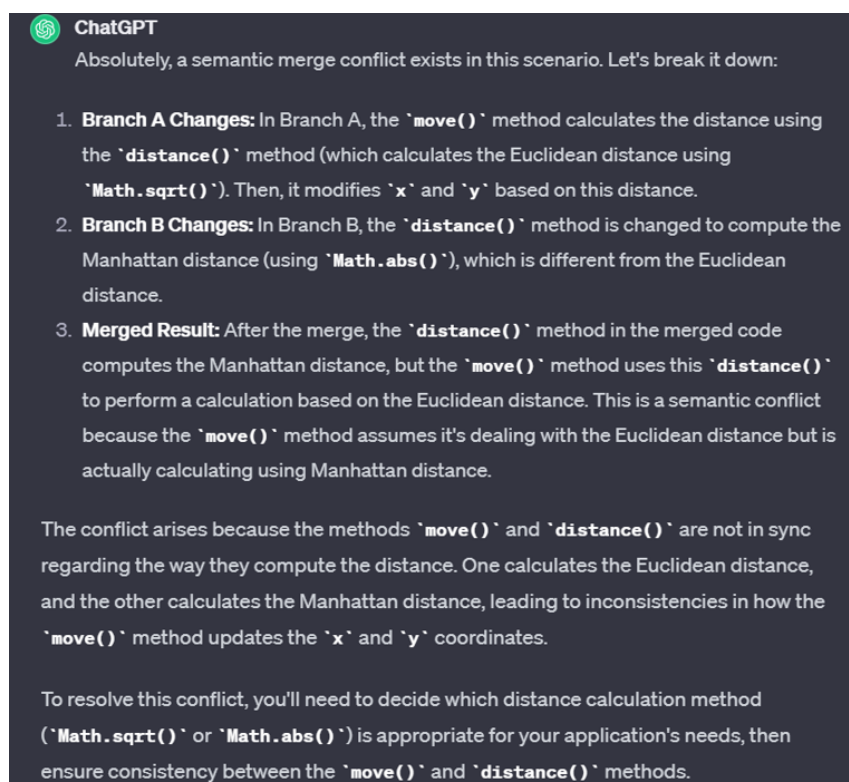 ChatGPT
Absolutely, a semantic merge conflict exists in this scenario. Let's break it down:
1. Branch A Changes: In Branch A, the `move()` method calculates the distance using
the `distance()` method (which calculates the Euclidean distance using
`Math.sqrt()`). Then, it modifies `x` and `y` based on this distance.
2. Branch B Changes: In Branch B, the `distance()` method is changed to compute the
Manhattan distance (using `Math.abs()`), which is different from the Euclidean
distance.
3. Merged Result: After the merge, the `distance()` method in the merged code
computes the Manhattan distance, but the `move()` method uses this `distance()`
to perform a calculation based on the Euclidean distance. This is a semantic conflict
because the `move()` method assumes it's dealing with the Euclidean distance but is
actually calculating using Manhattan distance.
The conflict arises because the methods `move()` and `distance()` are not in sync
regarding the way they compute the distance. One calculates the Euclidean distance,
and the other calculates the Manhattan distance, leading to inconsistencies in how the
`move()` method updates the `x` and `y` coordinates.
To resolve this conflict, you'll need to decide which distance calculation method
(`Math.sqrt()` or `Math.abs()`) is appropriate for your application's needs, then
ensure consistency between the `move()` and `distance()` methods.